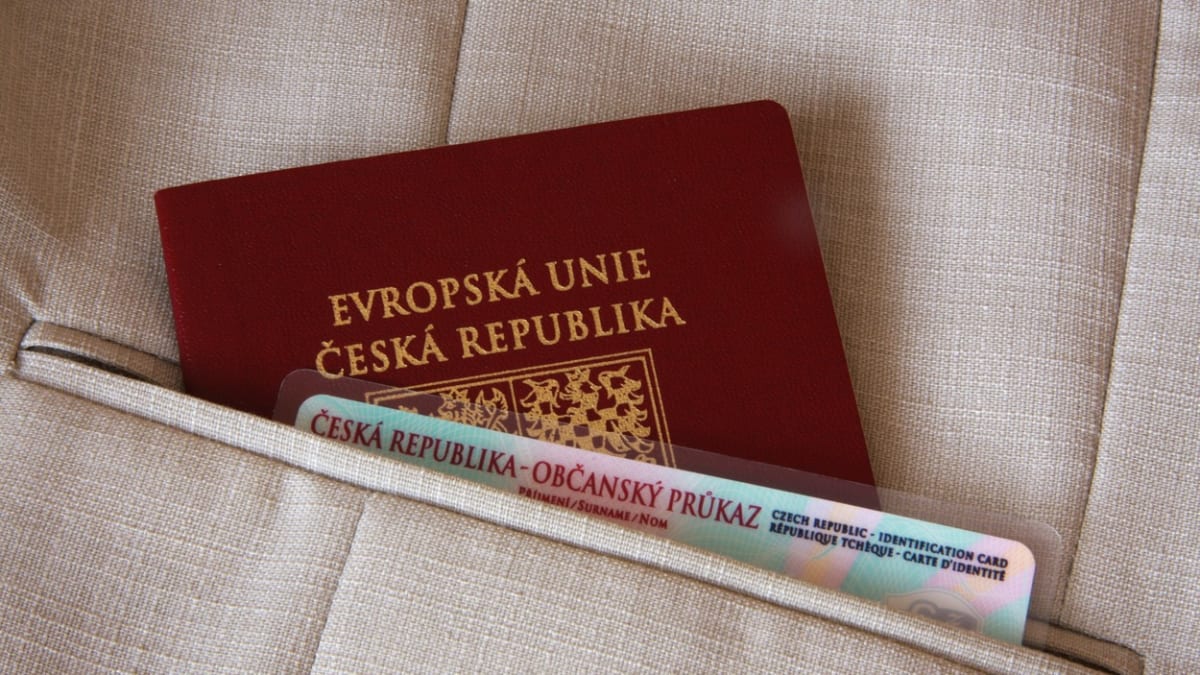 EVROPSKÁ UNIE
ČESKÁ REPUBLIKA
ČESKÁ REPUBLIKA - OBČANSKÝ PRŮKAZ
PŘÍJMENÍ/SURNAME/NOM
CZECH REPUBLIC - IDENTIFICATION CARD
RÉPUBLIQUE TCHÈQUE - CARTE D'IDENTITÉ